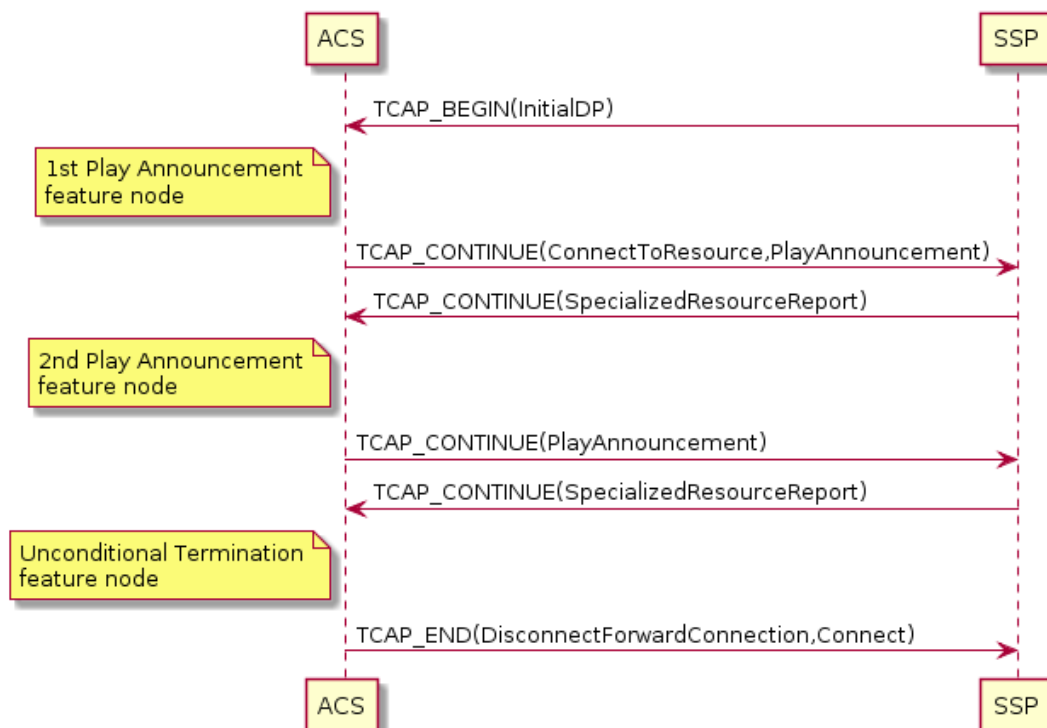 ACS
SSP
TCAP_BEGIN(InitialDP)
1st Play Announcement
feature node
TCAP_CONTINUE(ConnectToResource,PlayAnnouncement)
TCAP_CONTINUE(SpecializedResourceReport)
2nd Play Announcement
feature node
TCAP_CONTINUE(PlayAnnouncement)
TCAP_CONTINUE(SpecializedResourceReport)
Unconditional Termination
feature node
TCAP_END(DisconnectForwardConnection,Connect)
ACS
SSP